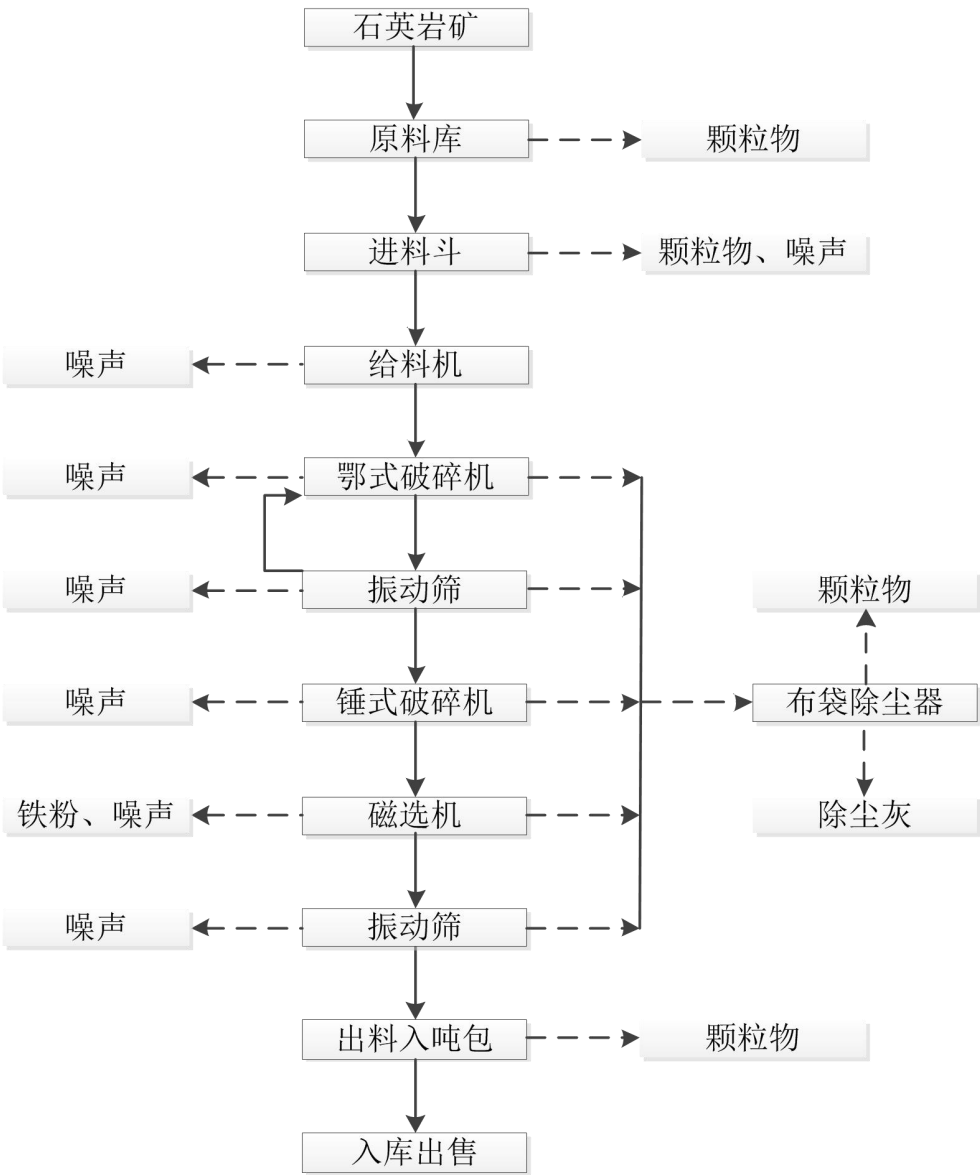 石英岩矿
原料库
颗粒物
进料斗
颗粒物、噪声
噪声
给料机
噪声
鄂式破碎机
噪声
振动筛
颗粒物
噪声
锤式破碎机
布袋除尘器
铁粉、噪声
磁选机
除尘灰
噪声
振动筛
出料入吨包
颗粒物
入库出售